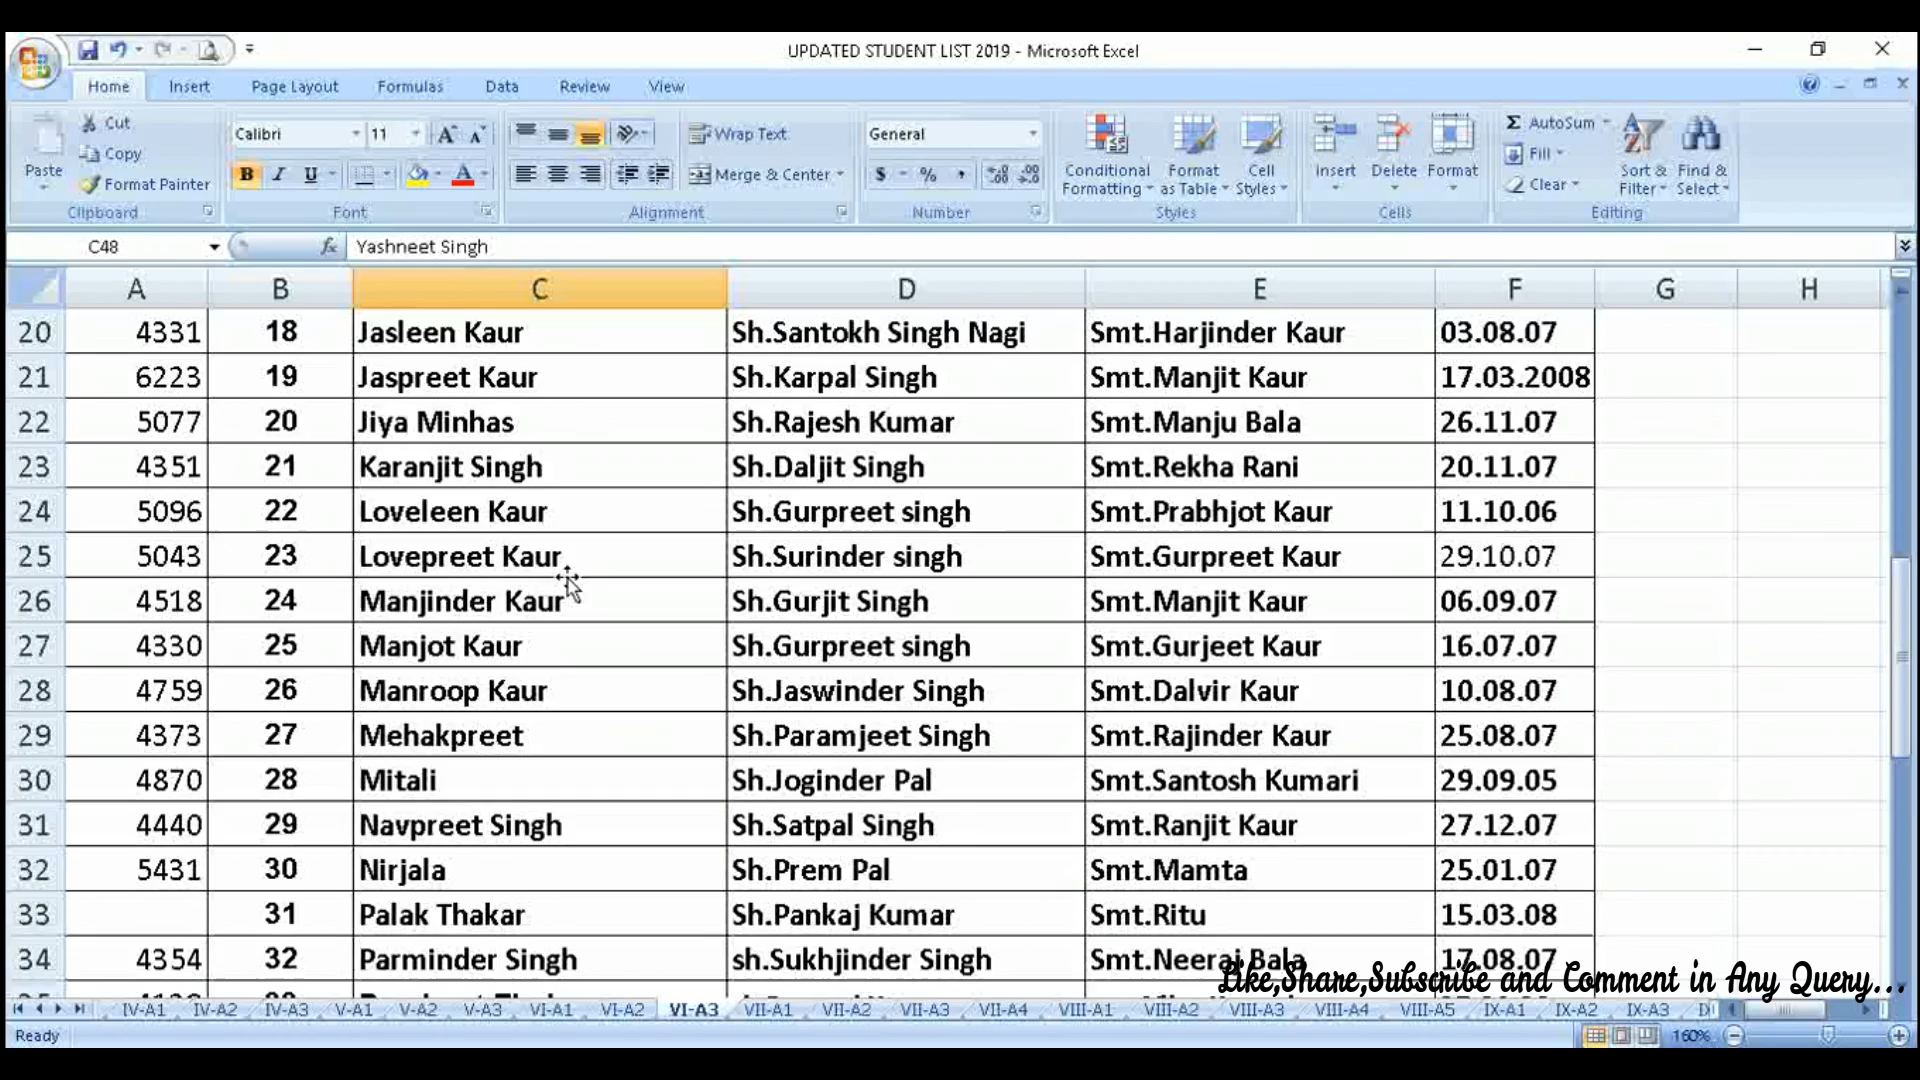 UPDATED STUDENT LIST 2019 - Microsoft Excel
Home Insert Page Layout Formulas Data Review View
Paste Cut Copy Format Painter Clipboard
Calibri 11 A A B I U A Font
Wrap Text Merge & Center Alignment
General $ % , .00 Number
Conditional Formatting Format as Table Cell Styles Styles
Insert Delete Format Cells
Σ AutoSum Fill Clear Sort & Filter Find & Select Editing
C48 fx Yashneet Singh
A B C D E F G H
20 4331 18 Jasleen Kaur Sh.Santokh Singh Nagi Smt.Harjinder Kaur 03.08.07
21 6223 19 Jaspreet Kaur Sh.Karpal Singh Smt.Manjit Kaur 17.03.2008
22 5077 20 Jiya Minhas Sh.Rajesh Kumar Smt.Manju Bala 26.11.07
23 4351 21 Karanjit Singh Sh.Daljit Singh Smt.Rekha Rani 20.11.07
24 5096 22 Loveleen Kaur Sh.Gurpreet singh Smt.Prabhjot Kaur 11.10.06
25 5043 23 Lovepreet Kaur Sh.Surinder singh Smt.Gurpreet Kaur 29.10.07
26 4518 24 Manjinder Kaur Sh.Gurjit Singh Smt.Manjit Kaur 06.09.07
27 4330 25 Manjot Kaur Sh.Gurpreet singh Smt.Gurjeet Kaur 16.07.07
28 4759 26 Manroop Kaur Sh.Jaswinder Singh Smt.Dalvir Kaur 10.08.07
29 4373 27 Mehakpreet Sh.Paramjeet Singh Smt.Rajinder Kaur 25.08.07
30 4870 28 Mitali Sh.Joginder Pal Smt.Santosh Kumari 29.09.05
31 4440 29 Navpreet Singh Sh.Satpal Singh Smt.Ranjit Kaur 27.12.07
32 5431 30 Nirjala Sh.Prem Pal Smt.Mamta 25.01.07
33 31 Palak Thakar Sh.Pankaj Kumar Smt.Ritu 15.03.08
34 4354 32 Parminder Singh sh.Sukhjinder Singh Smt.Neeraj Bala 17.08.07
Like,Share,Subscribe and Comment in Any Query...
IV-A1 IV-A2 IV-A3 V-A1 V-A2 V-A3 VI-A1 VI-A2 VI-A3 VII-A1 VII-A2 VII-A3 VII-A4 VIII-A1 VIII-A2 VIII-A3 VIII-A4 VIII-A5 IX-A1 IX-A2 IX-A3
Ready 160%